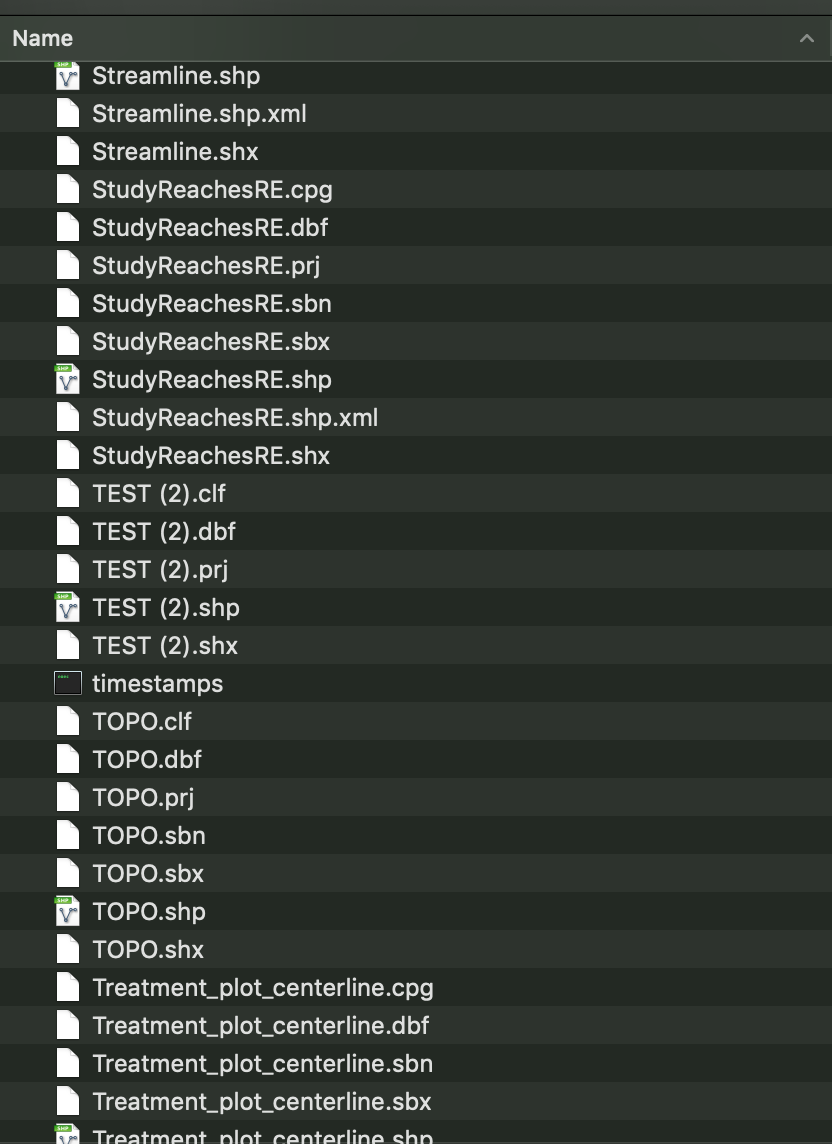 Name
Streamline.shp
Streamline.shp.xml
Streamline.shx
StudyReachesRE.cpg
StudyReachesRE.dbf
StudyReachesRE.prj
StudyReachesRE.sbn
StudyReachesRE.sbx
StudyReachesRE.shp
StudyReachesRE.shp.xml
StudyReachesRE.shx
TEST (2).clf
TEST (2).dbf
TEST (2).prj
TEST (2).shp
TEST (2).shx
timestamps
TOPO.clf
TOPO.dbf
TOPO.prj
TOPO.sbn
TOPO.sbx
TOPO.shp
TOPO.shx
Treatment_plot_centerline.cpg
Treatment_plot_centerline.dbf
Treatment_plot_centerline.sbn
Treatment_plot_centerline.sbx
Treatment_plot_centerline.shp